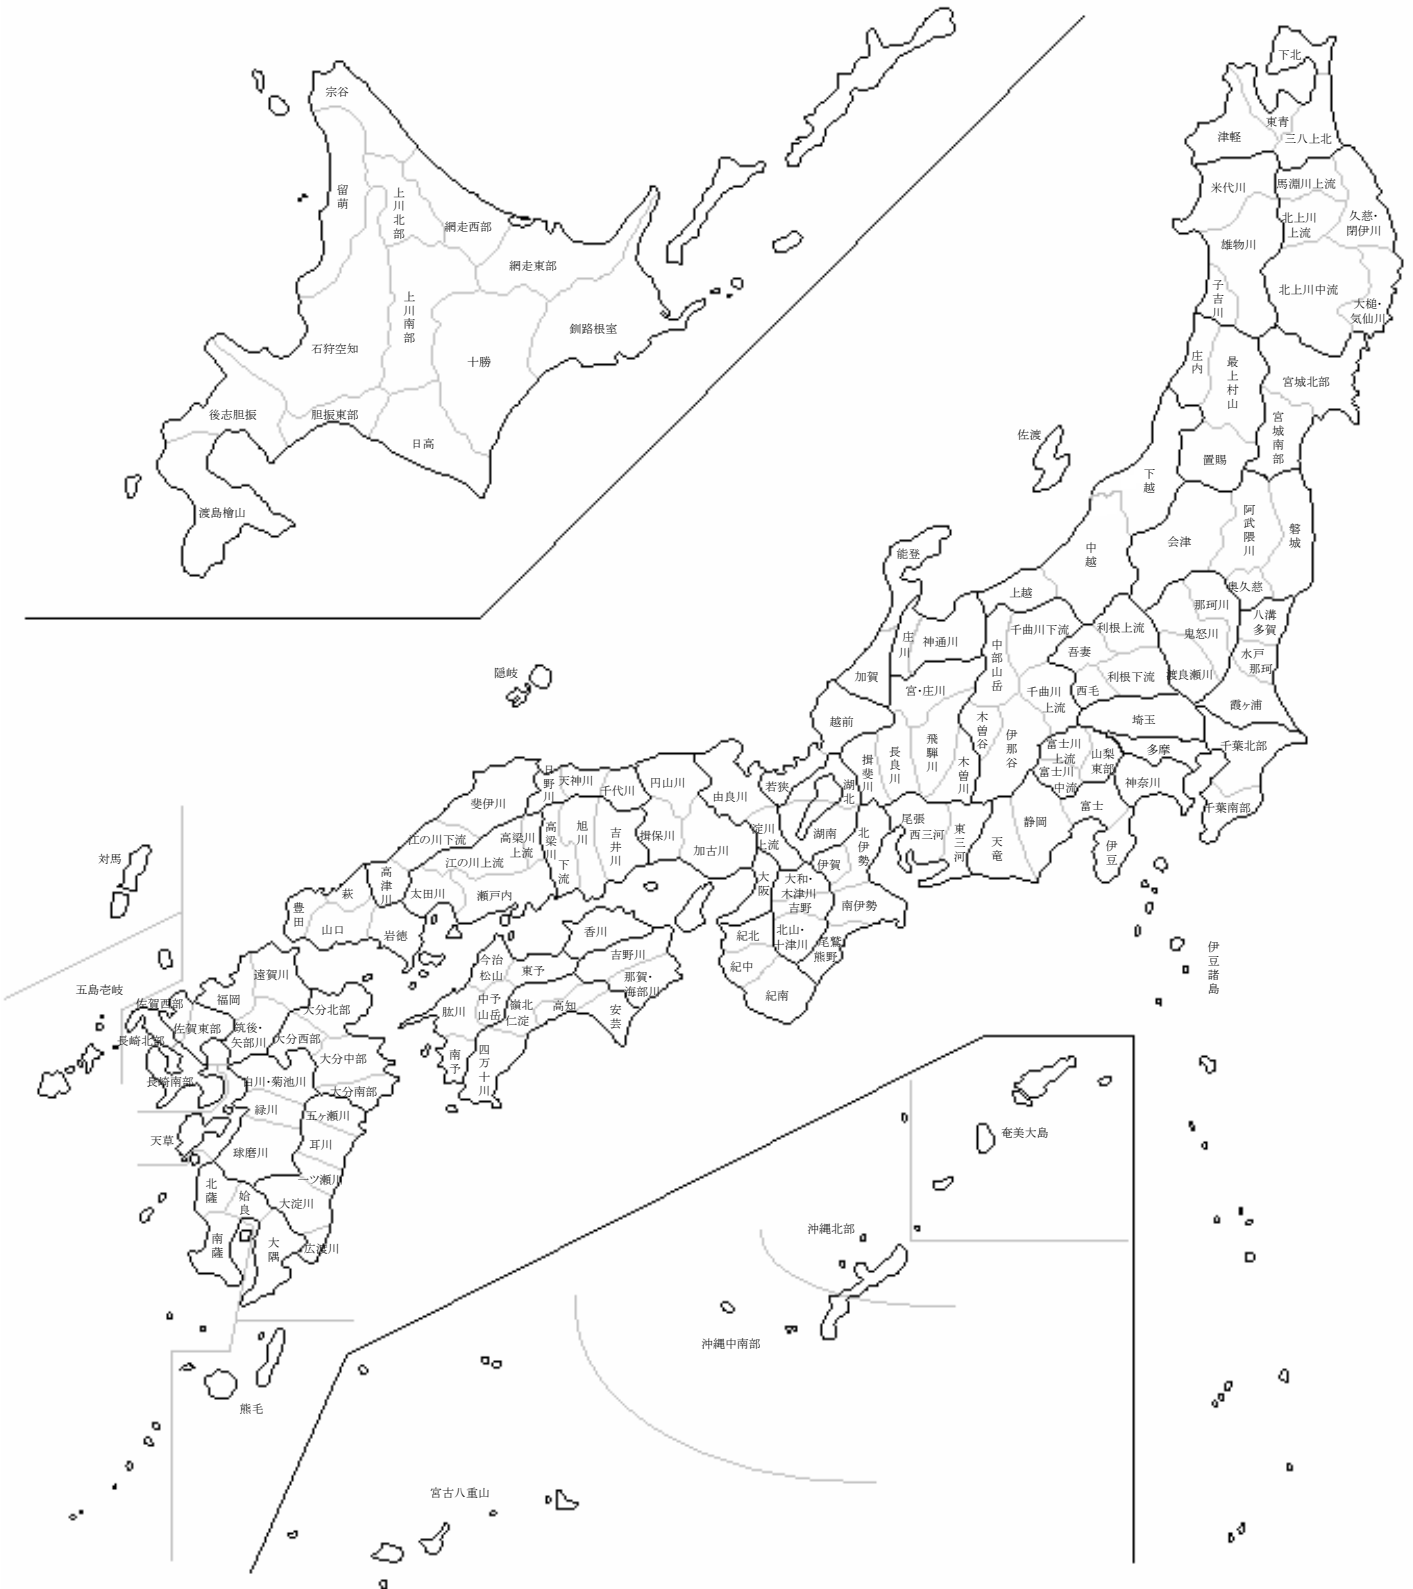 宗谷
留萌
上川北部
網走西部
網走東部
上川南部
釧路根室
石狩空知
十勝
後志胆振
胆振東部
日高
渡島檜山
下北
東青
津軽
三八上北
米代川
馬淵川上流
久慈・
閉伊川
北上川
上流
雄物川
子吉川
北上川中流
大槌・
気仙川
庄内
最上村山
宮城北部
宮城南部
置賜
佐渡
下越
中越
上越
会津
阿武隈川
磐城
奥久慈
那珂川
八溝
多賀
鬼怒川
水戸
那珂
渡良瀬川
霞ヶ浦
利根上流
吾妻
利根下流
西毛
埼玉
千葉北部
千葉南部
多摩
神奈川
能登
加賀
庄川
神通川
中部山岳
千曲川下流
千曲川
上流
越前
宮・庄川
木曽谷
伊那谷
富士川
上流
富士川
中流
山梨
東部
揖斐川
長良川
飛騨川
木曽川
富士
静岡
伊豆
天竜
東三河
尾張
西三河
若狭
湖北
湖南
北伊勢
伊賀
南伊勢
淀川
上流
大阪
大和・
木津川
吉野
紀北
北山・
十津川
尾鷲
熊野
紀中
紀南
隠岐
日野川
天神川
千代川
円山川
由良川
斐伊川
江の川下流
高梁川
上流
高梁川
旭川
下流
吉井川
揖保川
加古川
江の川上流
高津川
太田川
瀬戸内
萩
豊田
山口
岩徳
香川
吉野川
今治
松山
東予
那賀・
海部川
中予
山岳
嶺北
仁淀
高知
安芸
肱川
南予
四万十川
対馬
五島壱岐
遠賀川
福岡
佐賀西部
佐賀東部
筑後・
矢部川
大分北部
大分西部
大分中部
大分南部
長崎北部
長崎南部
白川・菊池川
緑川
五ヶ瀬川
耳川
天草
球磨川
一ツ瀬川
北薩
姶良
大淀川
南薩
大隅
広渡川
熊毛
伊豆諸島
奄美大島
沖縄北部
沖縄中南部
宮古八重山